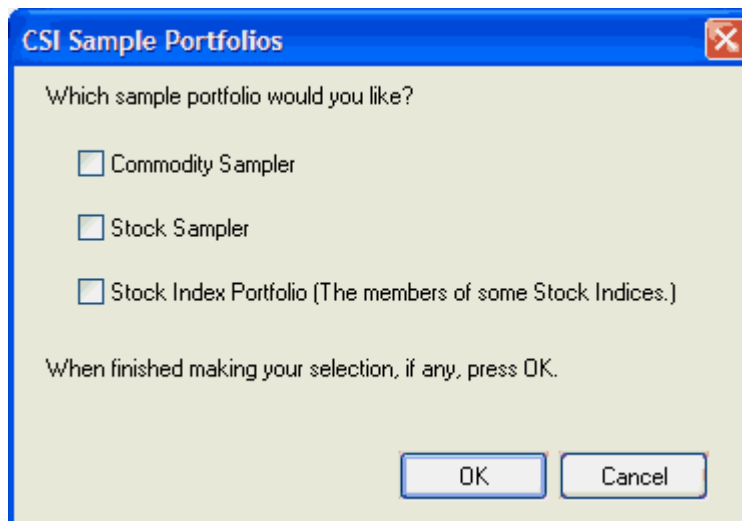 CSI Sample Portfolios
Which sample portfolio would you like?
Commodity Sampler
Stock Sampler
Stock Index Portfolio (The members of some Stock Indices.)
When finished making your selection, if any, press OK.
OK Cancel